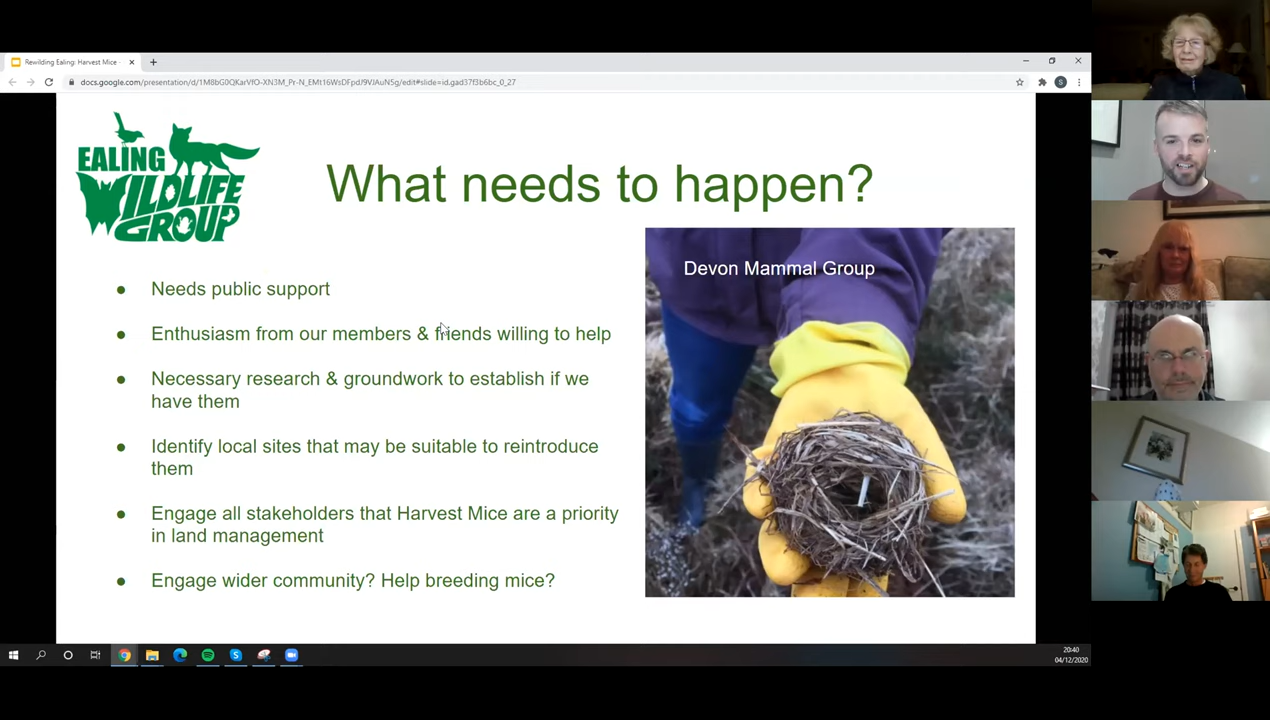 Rewilding Ealing: Harvest Mice
docs.google.com/presentation/d/1M8bG0QKarVfO-XN3M_Pr-N_EMt16WsDFpdJ9VJAuN5g/edit#slide=id.gad37f3b6bc_0_27
S
EALING
WILDLIFE
GROUP
What needs to happen?
Devon Mammal Group
● Needs public support
● Enthusiasm from our members & friends willing to help
● Necessary research & groundwork to establish if we
have them
● Identify local sites that may be suitable to reintroduce
them
● Engage all stakeholders that Harvest Mice are a priority
in land management
● Engage wider community? Help breeding mice?
20:40
04/12/2020